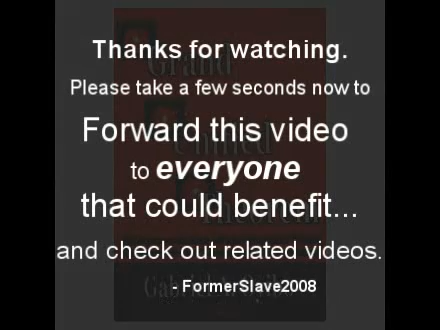 Thanks for watching.
Please take a few seconds now to
Forward this video
to everyone
that could benefit...
and check out related videos.
- FormerSlave2008